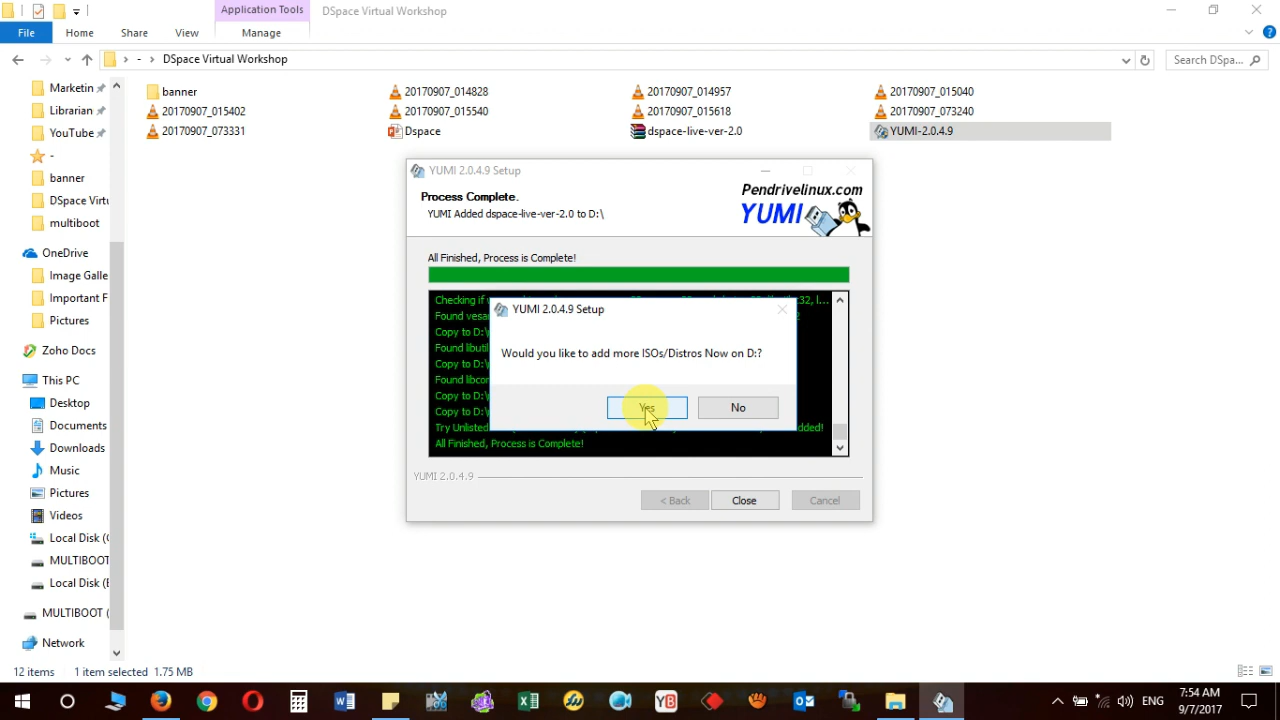 Application Tools
DSpace Virtual Workshop
File
Home
Share
View
Manage
-
DSpace Virtual Workshop
Search DSpa...
Marketin
Librarian
YouTube
-
banner
DSpace Virtu
multiboot
OneDrive
Image Galle
Important F
Pictures
Zoho Docs
This PC
Desktop
Documents
Downloads
Music
Pictures
Videos
Local Disk (C
MULTIBOOT
Local Disk (E
MULTIBOOT (
Network
banner
20170907_014828
20170907_014957
20170907_015040
20170907_015402
20170907_015540
20170907_015618
20170907_073240
20170907_073331
Dspace
dspace-live-ver-2.0
YUMI-2.0.4.9
YUMI 2.0.4.9 Setup
Process Complete.
YUMI Added dspace-live-ver-2.0 to D:\
Pendrivelinux.com
YUMI
All Finished, Process is Complete!
Checking if
32, l...
Found vesa
Copy to D:\
Found libutil
Copy to D:\
Found libcor
Copy to D:\
Copy to D:\
Try Unlisted
dded!
All Finished, Process is Complete!
YUMI 2.0.4.9 Setup
Would you like to add more ISOs/Distros Now on D:?
Yes
No
YUMI 2.0.4.9
< Back
Close
Cancel
12 items
1 item selected 1.75 MB
ENG
7:54 AM
9/7/2017